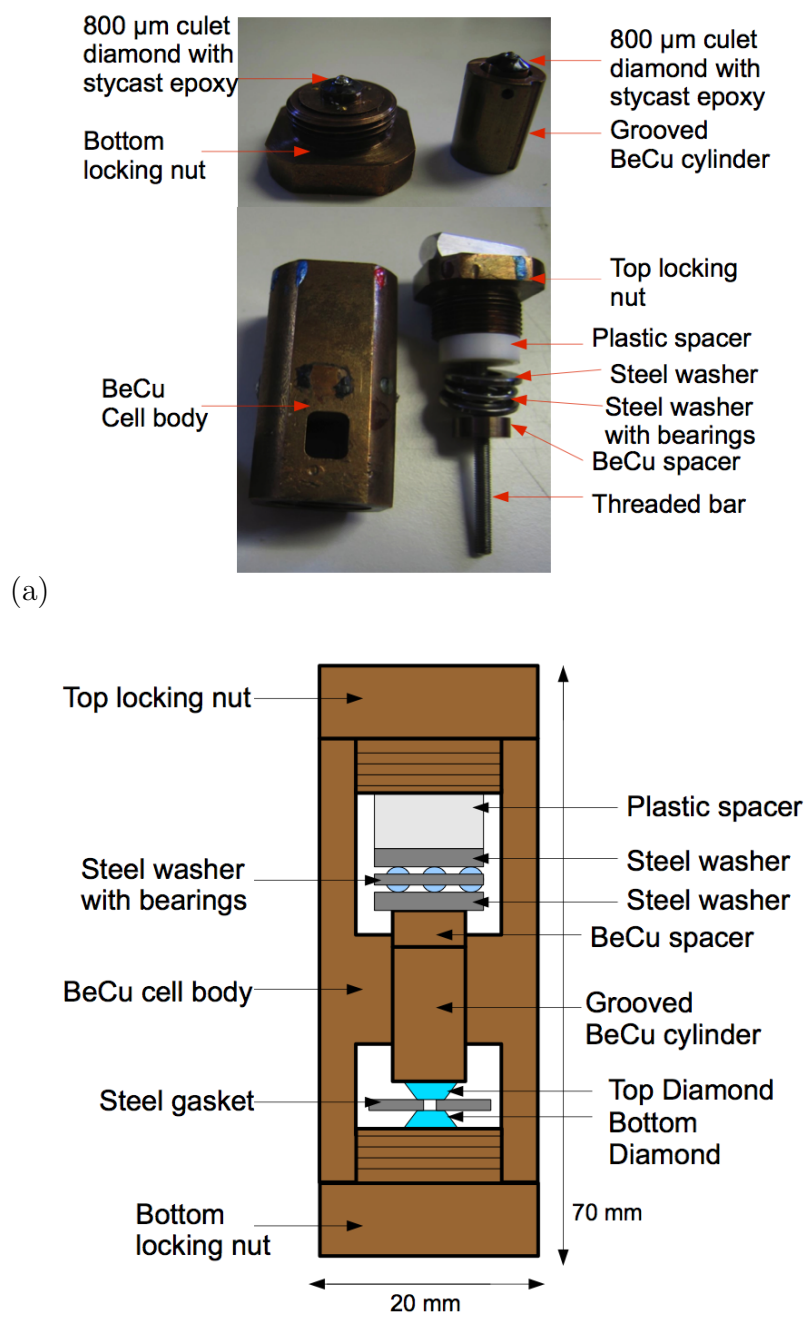 800 μm culet
diamond with
stycast epoxy
Bottom
locking nut
800 μm culet
diamond with
stycast epoxy
Grooved
BeCu cylinder
BeCu
Cell body
Top locking
nut
Plastic spacer
Steel washer
Steel washer
with bearings
BeCu spacer
Threaded bar
(a)
Top locking nut
Plastic spacer
Steel washer
with bearings
Steel washer
Steel washer
BeCu spacer
BeCu cell body
Grooved
BeCu cylinder
Steel gasket
Top Diamond
Bottom
Diamond
Bottom
locking nut
70 mm
20 mm